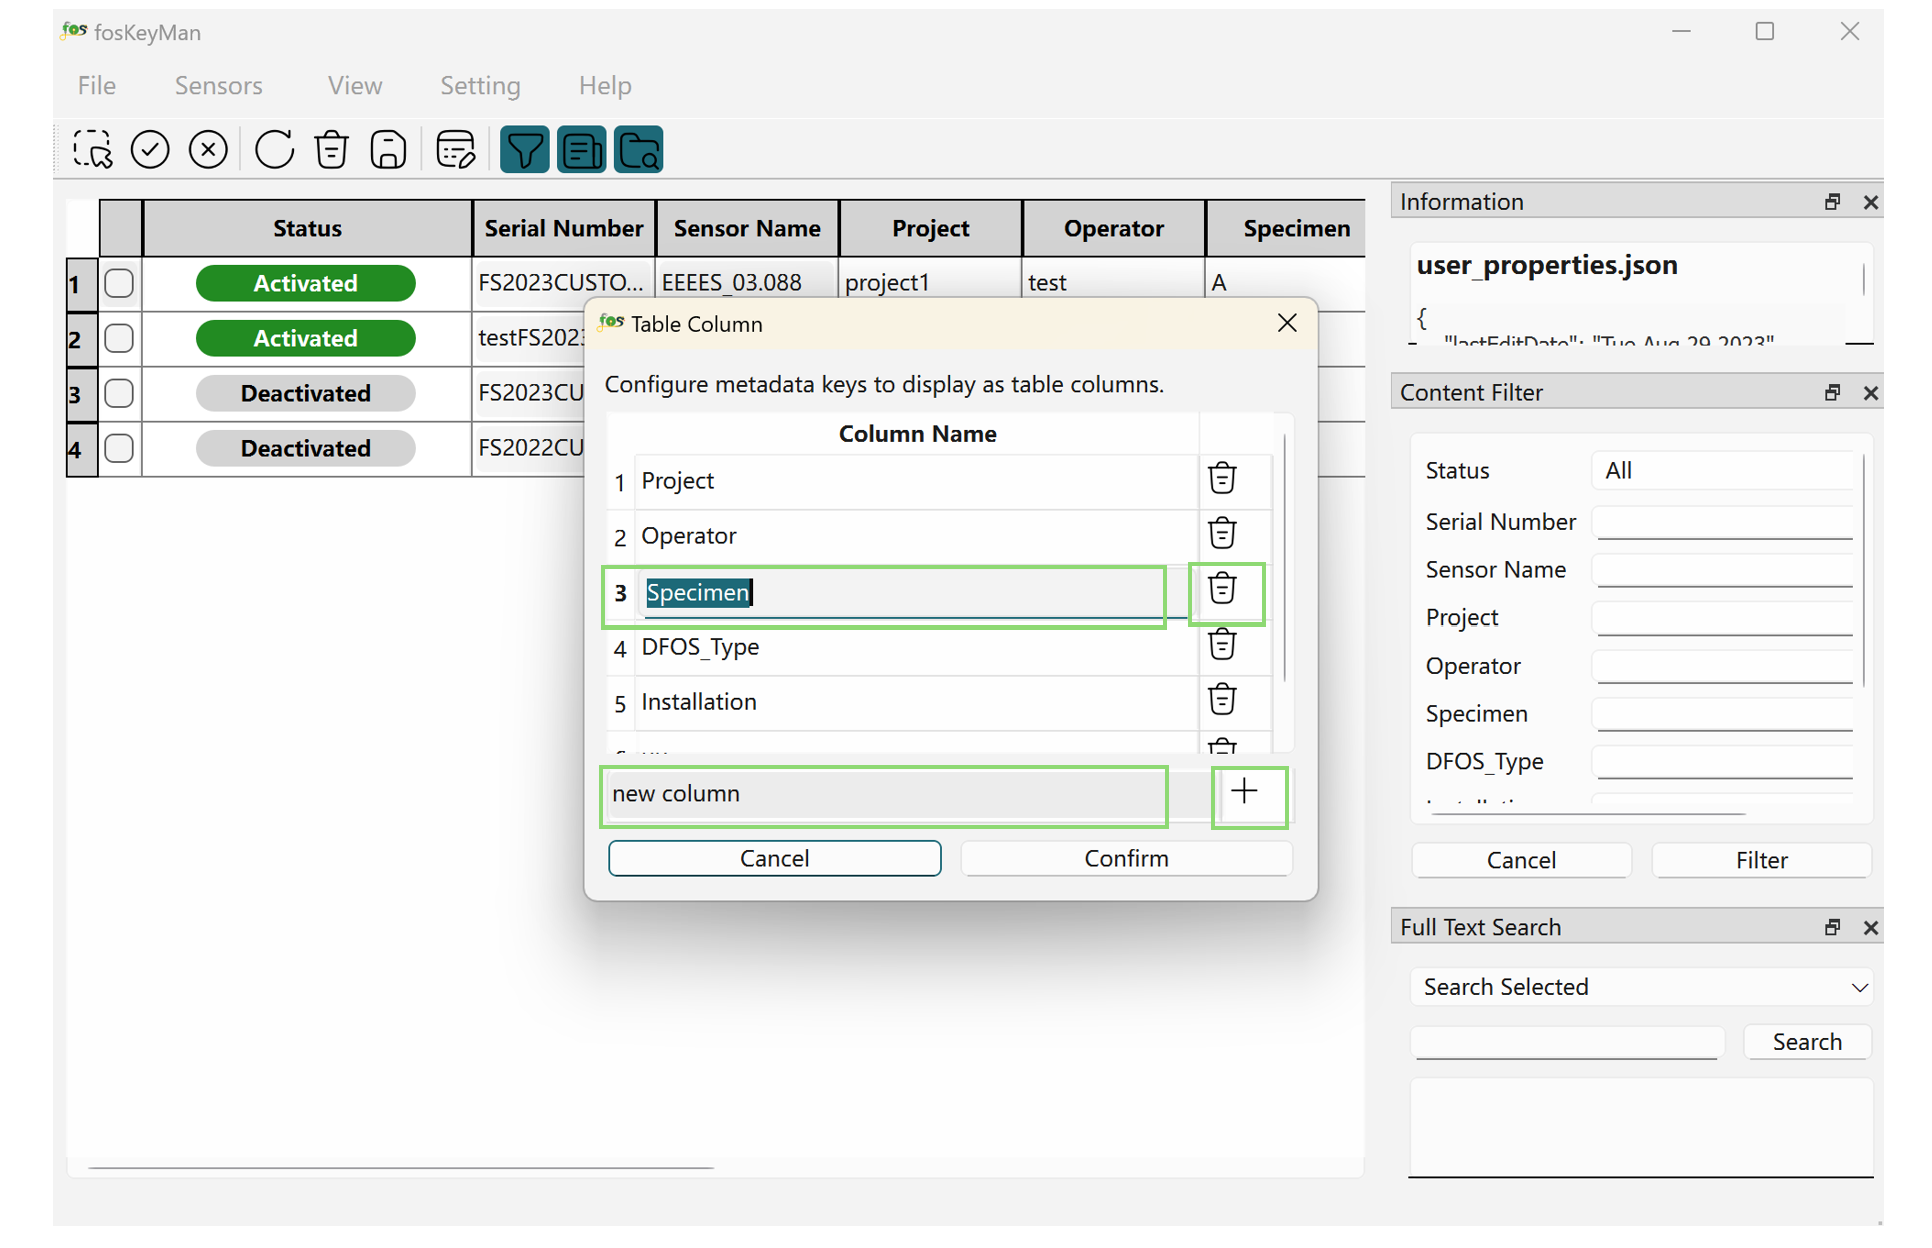 fos fosKeyMan
File Sensors View Setting Help
Status Serial Number Sensor Name Project Operator Specimen
1 Activated FS2023CUSTO... EEEES_03.088 project1 test A
2 Activated testFS2023
3 Deactivated FS2023CU
4 Deactivated FS2022CU
fos Table Column
Configure metadata keys to display as table columns.
Column Name
1 Project
2 Operator
3 Specimen
4 DFOS_Type
5 Installation
new column
Cancel Confirm
Information
user_properties.json
{
"lastEditDate": "Tue Aug 29 2023"
Content Filter
Status All
Serial Number
Sensor Name
Project
Operator
Specimen
DFOS_Type
Cancel Filter
Full Text Search
Search Selected
Search